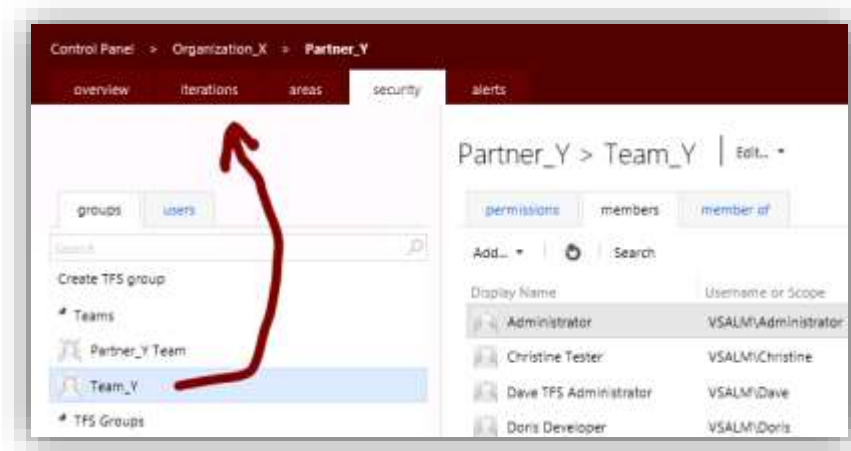 Control Panel > Organization_X > Partner_Y
overview iterations areas security alerts
Partner_Y > Team_Y | Edit...
groups users
permissions members member of
Search
Add... Search
Create TFS group
Display Name Username or Scope
Teams
Administrator VSALM\Administrator
Partner_Y Team
Christine Tester VSALM\Christine
Team_Y
Dave TFS Administrator VSALM\Dave
TFS Groups
Doris Developer VSALM\Doris